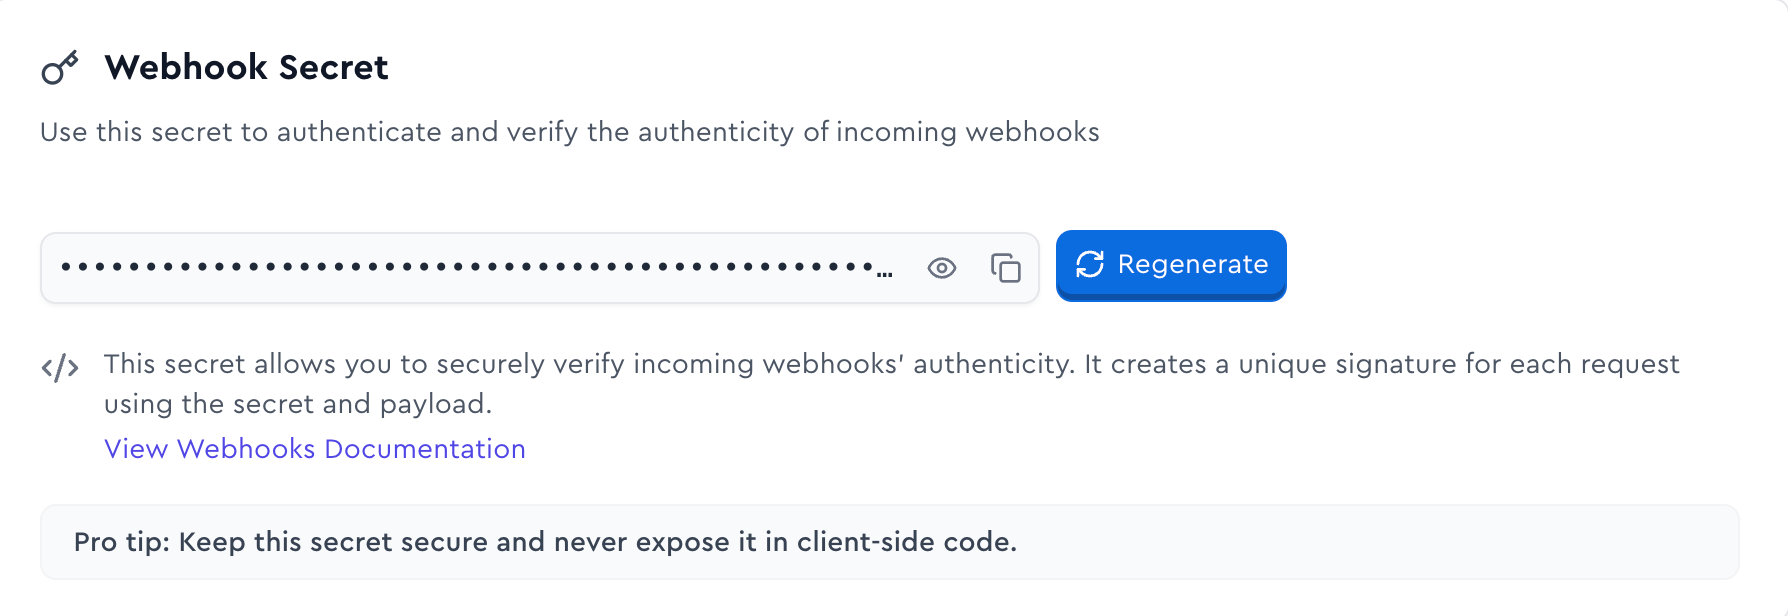 Webhook Secret
Use this secret to authenticate and verify the authenticity of incoming webhooks
••••••••••••••••••••••••••••••••••••••••••••••••…
Regenerate
This secret allows you to securely verify incoming webhooks’ authenticity. It creates a unique signature for each request
using the secret and payload.
View Webhooks Documentation
Pro tip: Keep this secret secure and never expose it in client-side code.